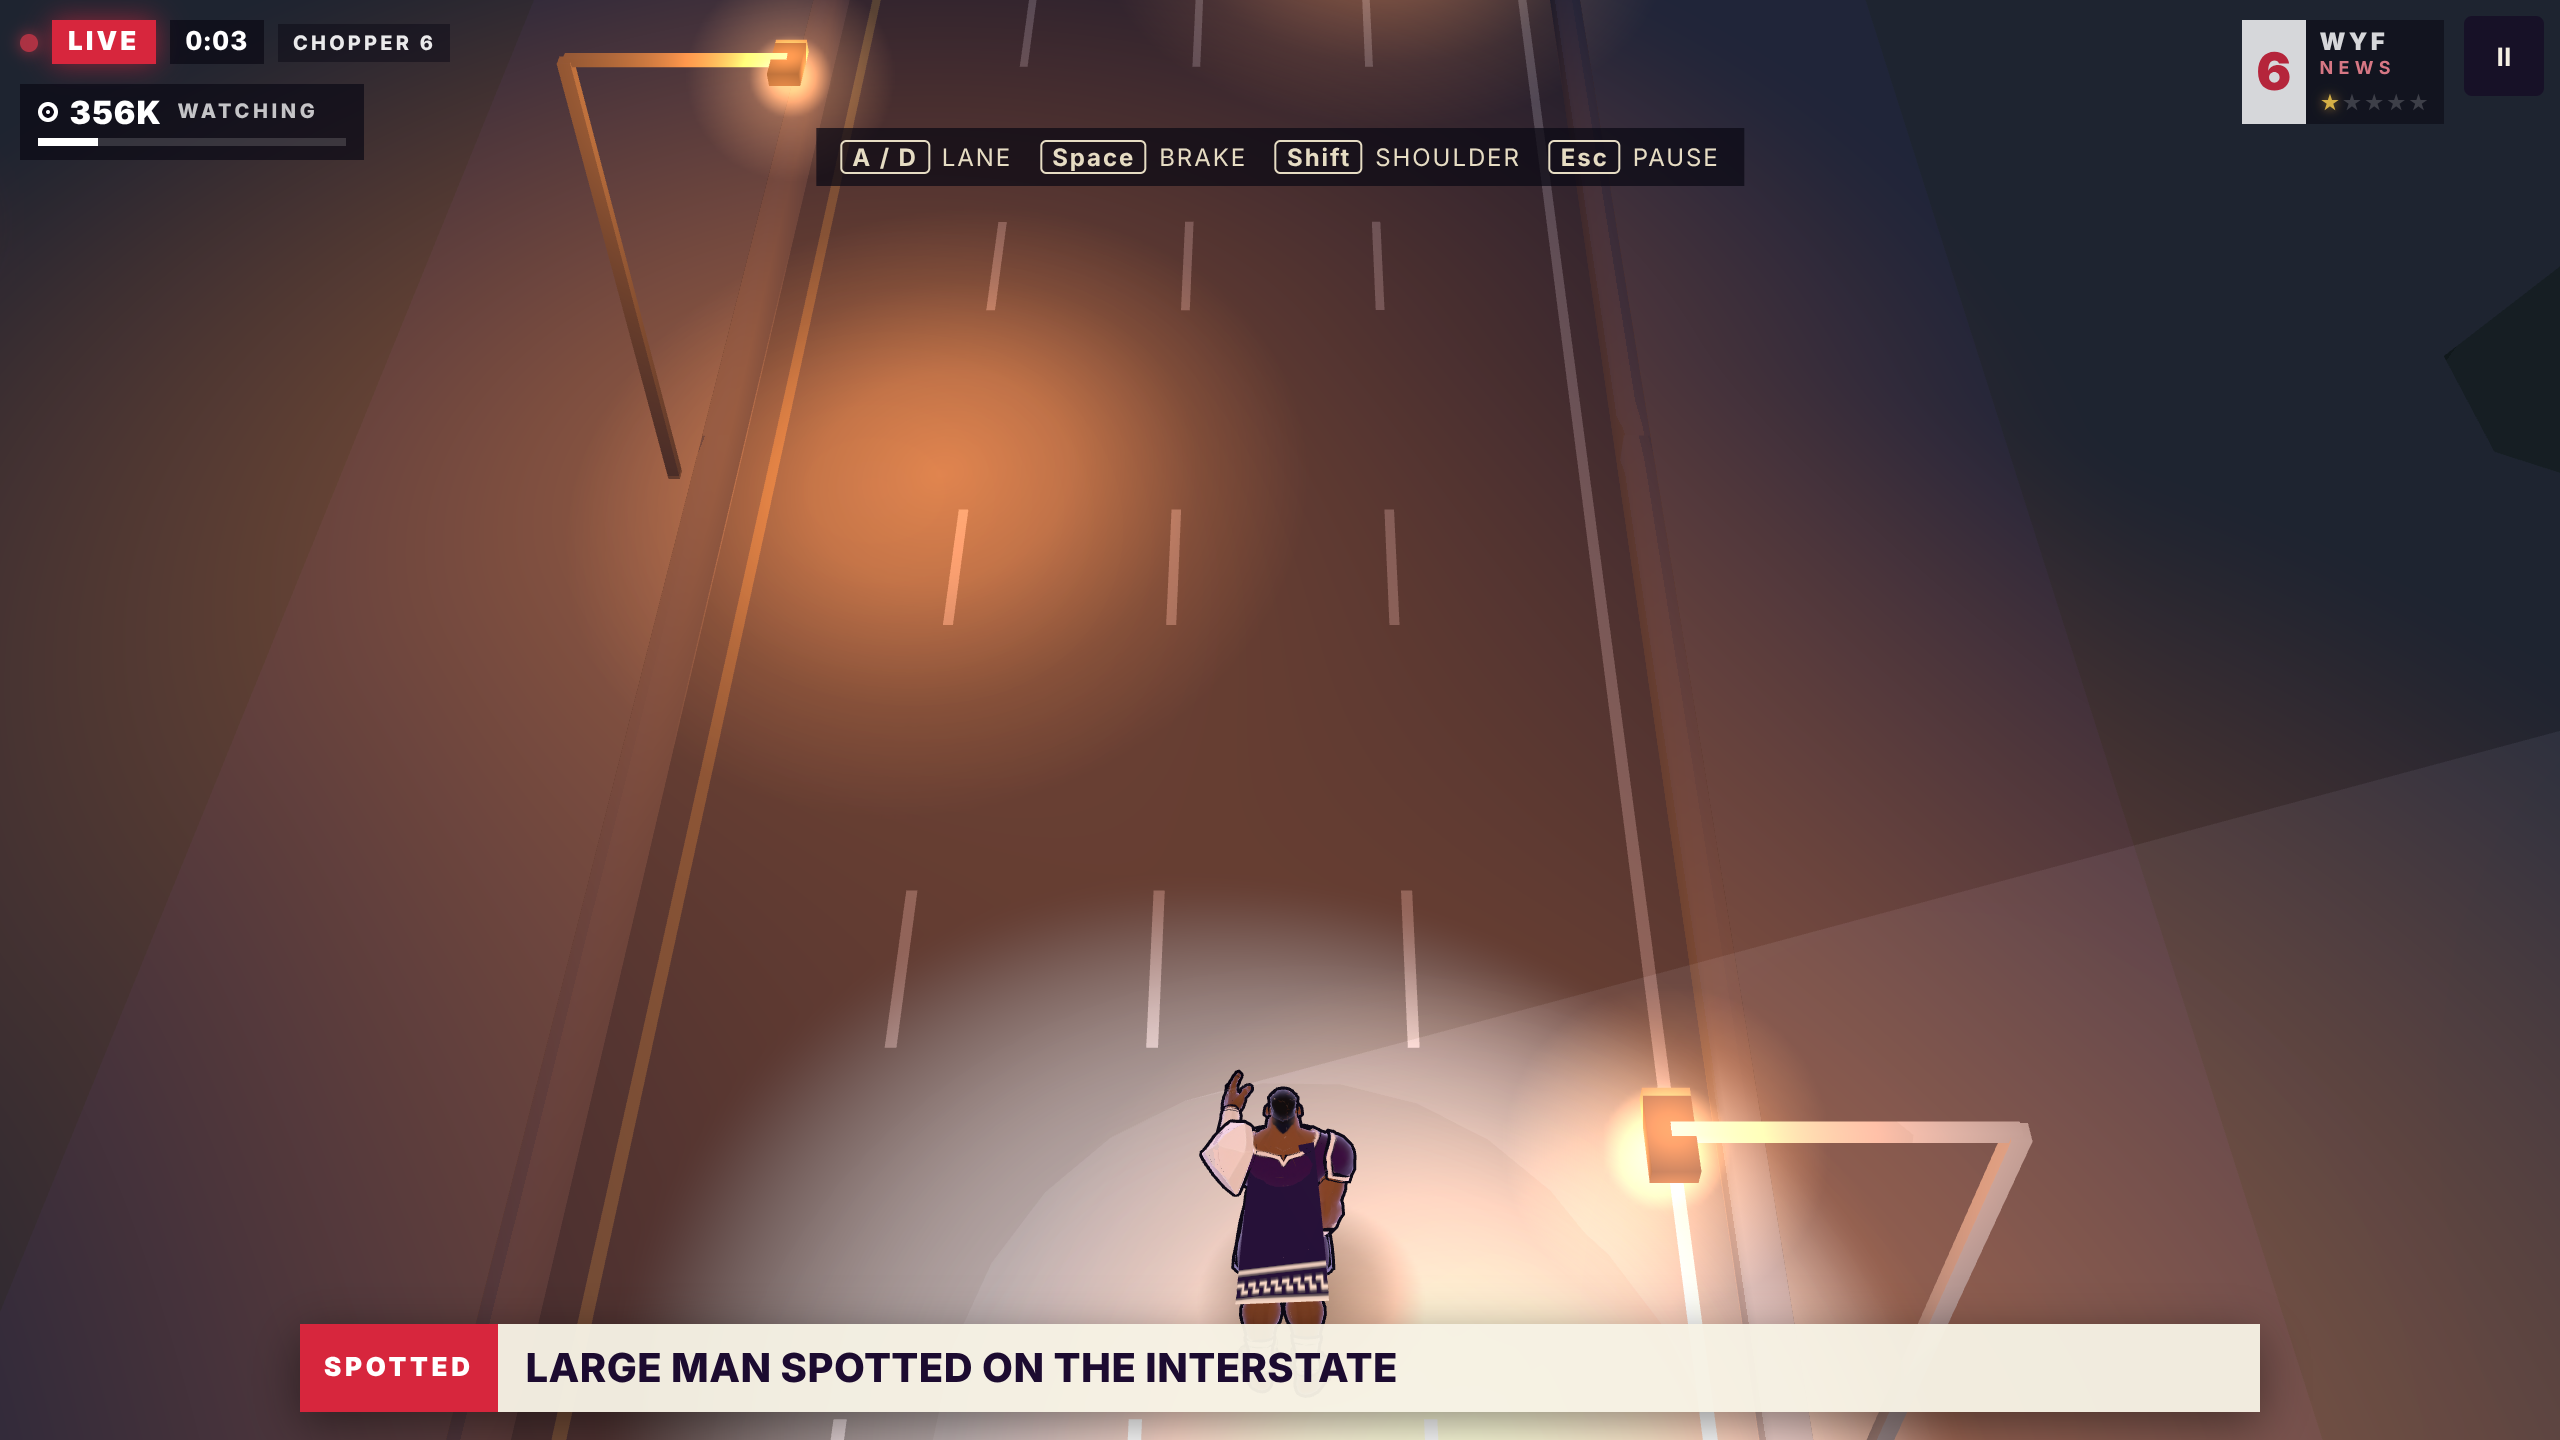 LIVE 0:03 CHOPPER 6
356K WATCHING
6 WYF
NEWS
A / D LANE Space BRAKE Shift SHOULDER Esc PAUSE
SPOTTED LARGE MAN SPOTTED ON THE INTERSTATE